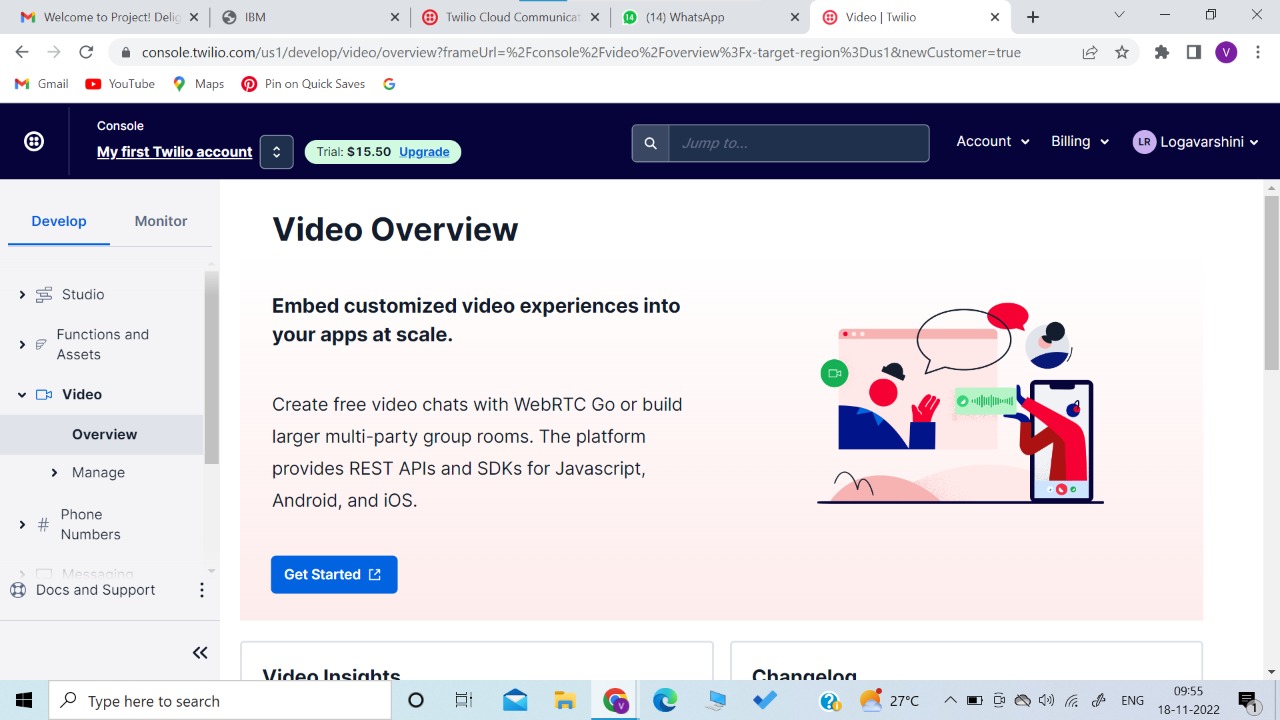 Welcome to Project! Delig
IBM
Twilio Cloud Communicat
(14) WhatsApp
Video | Twilio
console.twilio.com/us1/develop/video/overview?frameUrl=%2Fconsole%2Fvideo%2Foverview%3Fx-target-region%3Dus1&newCustomer=true
V
Gmail
YouTube
Maps
Pin on Quick Saves
Console
My first Twilio account
Trial: $15.50 Upgrade
Jump to...
Account
Billing
LR Logavarshini
Develop
Monitor
Studio
Functions and
Assets
Video
Overview
Manage
Phone
Numbers
Messaging
Docs and Support
Video Overview
Embed customized video experiences into
your apps at scale.
Create free video chats with WebRTC Go or build
larger multi-party group rooms. The platform
provides REST APIs and SDKs for Javascript,
Android, and iOS.
Get Started
Video Insights
Changelog
Type here to search
27°C
ENG
09:55
18-11-2022
1